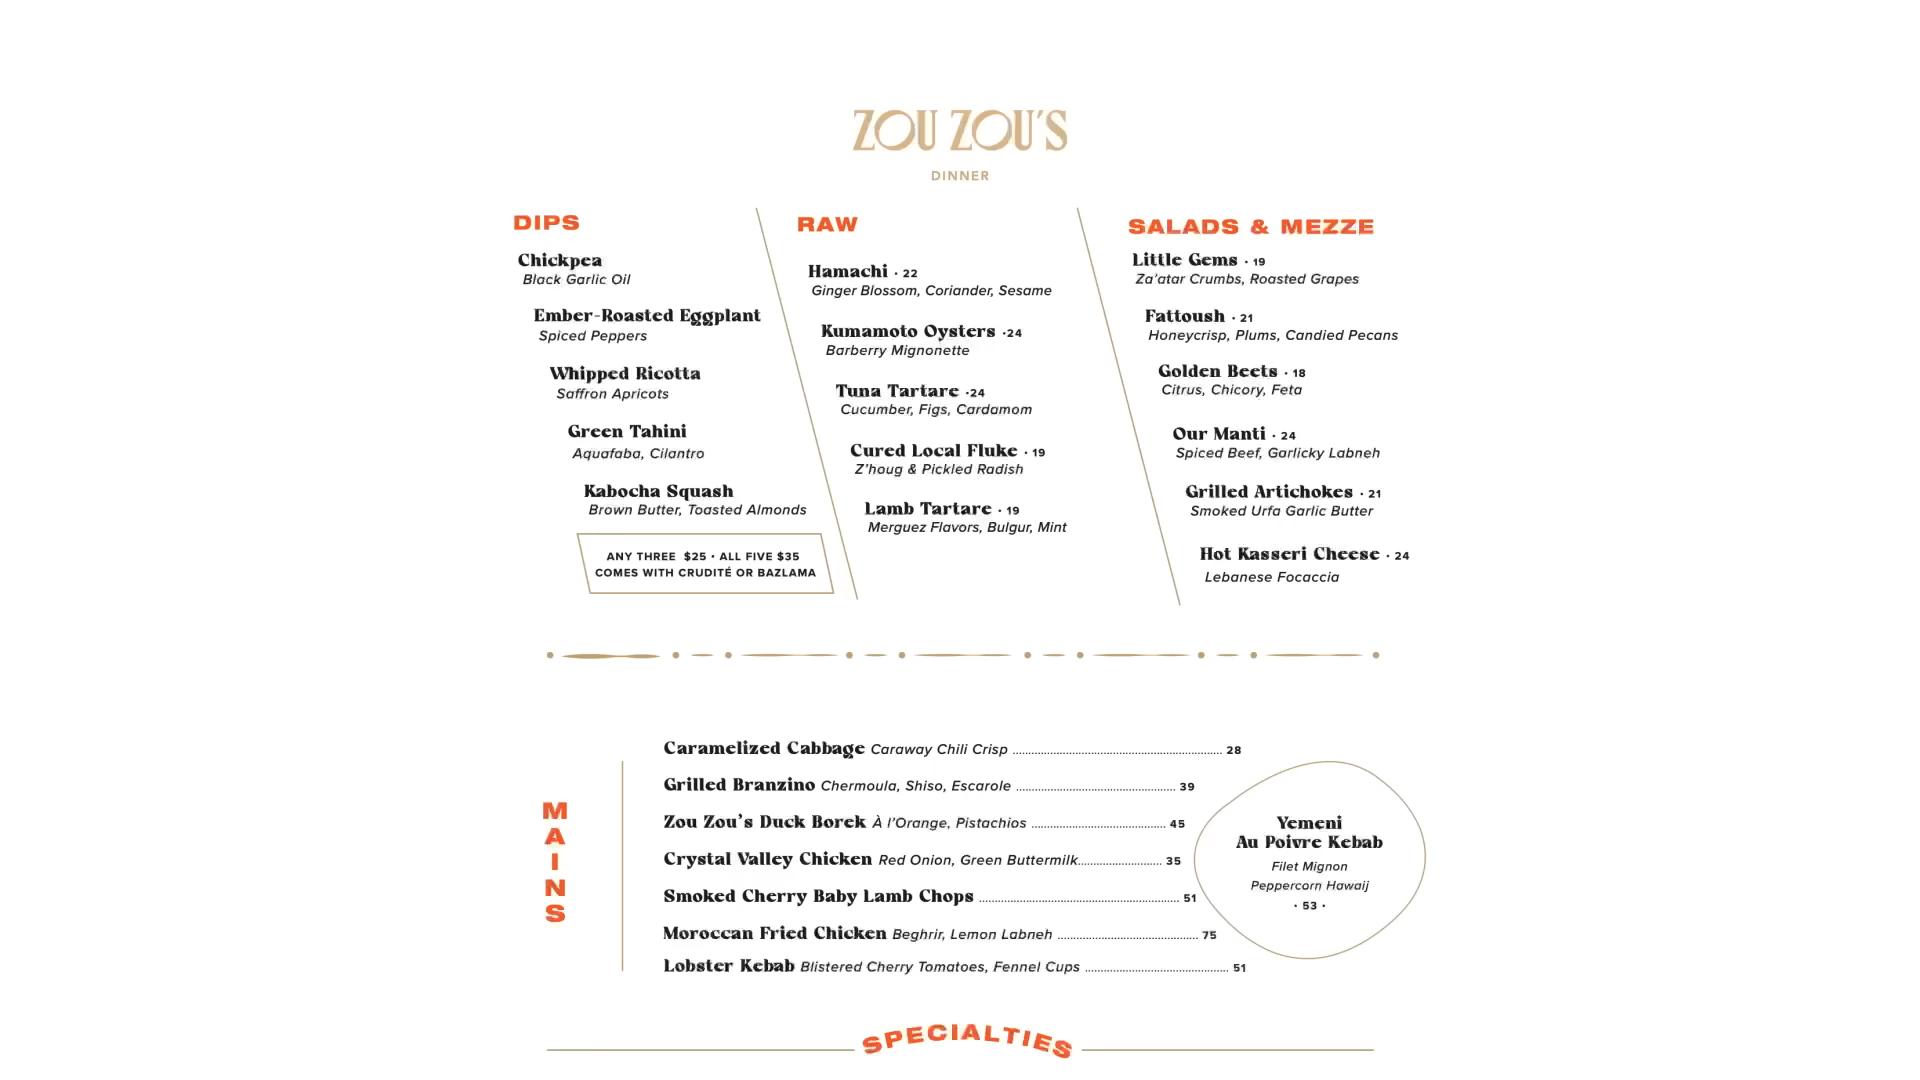 ZOU ZOU'S
DINNER
DIPS
Chickpea
Black Garlic Oil
Ember-Roasted Eggplant
Spiced Peppers
Whipped Ricotta
Saffron Apricots
Green Tahini
Aquafaba, Cilantro
Kabocha Squash
Brown Butter, Toasted Almonds
ANY THREE $25 • ALL FIVE $35
COMES WITH CRUDITÉ OR BAZLAMA
RAW
Hamachi · 22
Ginger Blossom, Coriander, Sesame
Kumamoto Oysters ·24
Barberry Mignonette
Tuna Tartare ·24
Cucumber, Figs, Cardamom
Cured Local Fluke · 19
Z'houg & Pickled Radish
Lamb Tartare · 19
Merguez Flavors, Bulgur, Mint
SALADS & MEZZE
Little Gems · 19
Za'atar Crumbs, Roasted Grapes
Fattoush · 21
Honeycrisp, Plums, Candied Pecans
Golden Beets · 18
Citrus, Chicory, Feta
Our Manti · 24
Spiced Beef, Garlicky Labneh
Grilled Artichokes · 21
Smoked Urfa Garlic Butter
Hot Kasseri Cheese · 24
Lebanese Focaccia
MAINS
Caramelized Cabbage Caraway Chili Crisp ........ 28
Grilled Branzino Chermoula, Shiso, Escarole ........ 39
Zou Zou's Duck Borek À l'Orange, Pistachios ........ 45
Crystal Valley Chicken Red Onion, Green Buttermilk........ 35
Smoked Cherry Baby Lamb Chops ........ 51
Moroccan Fried Chicken Beghrir, Lemon Labneh ........ 75
Lobster Kebab Blistered Cherry Tomatoes, Fennel Cups ........ 51
Yemeni
Au Poivre Kebab
Filet Mignon
Peppercorn Hawaij
· 53 ·
SPECIALTIES